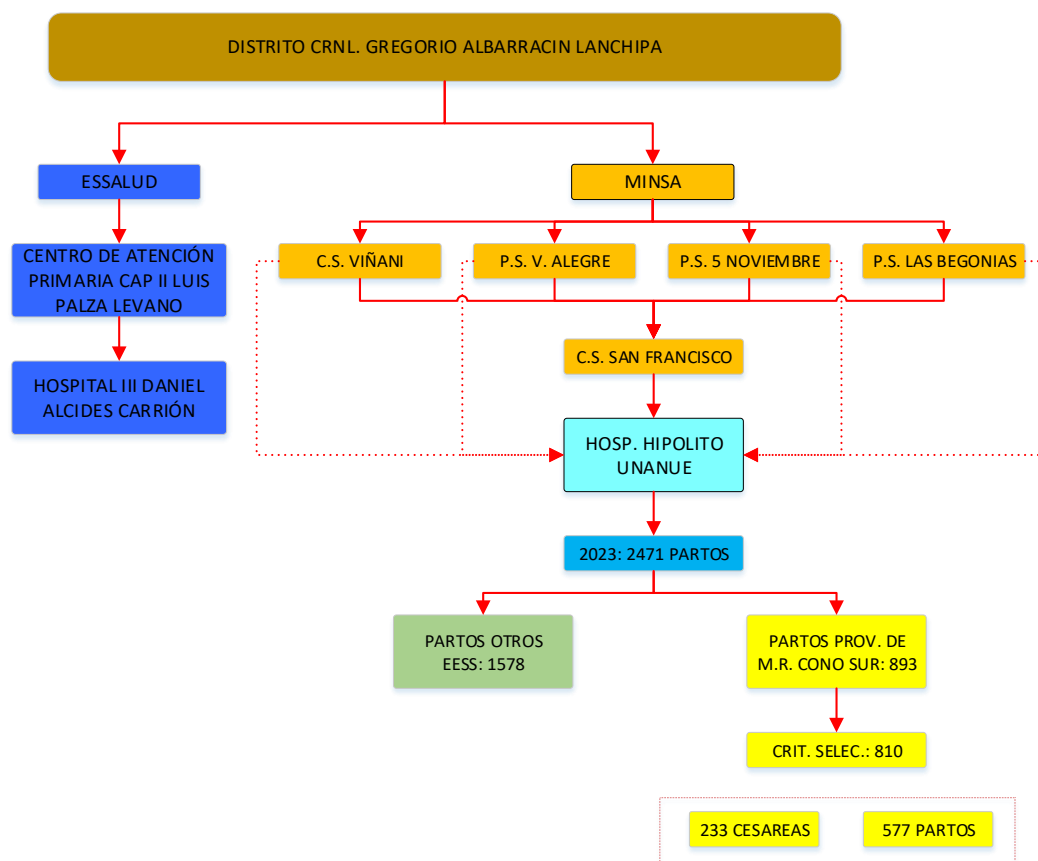 DISTRITO CRNL. GREGORIO ALBARRACIN LANCHIPA
ESSALUD
MINSA
CENTRO DE ATENCIÓN
PRIMARIA CAP II LUIS
PALZA LEVANO
C.S. VIÑANI
P.S. V. ALEGRE
P.S. 5 NOVIEMBRE
P.S. LAS BEGONIAS
C.S. SAN FRANCISCO
HOSPITAL III DANIEL
ALCIDES CARRIÓN
HOSP. HIPOLITO
UNANUE
2023: 2471 PARTOS
PARTOS OTROS
EESS: 1578
PARTOS PROV. DE
M.R. CONO SUR: 893
CRIT. SELEC.: 810
233 CESAREAS
577 PARTOS